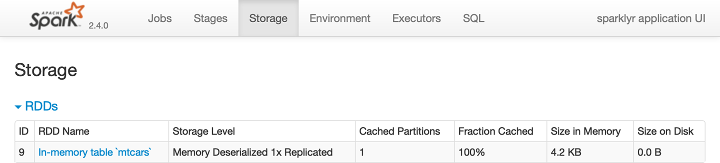 APACHE
Spark 2.4.0 Jobs Stages Storage Environment Executors SQL sparklyr application UI
Storage
RDDs
ID RDD Name Storage Level Cached Partitions Fraction Cached Size in Memory Size on Disk
9 In-memory table `mtcars` Memory Deserialized 1x Replicated 1 100% 4.2 KB 0.0 B